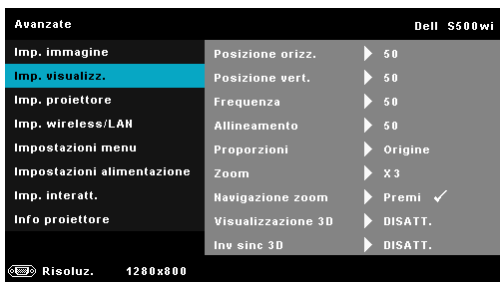 Avanzate Dell S500wi
Imp. immagine
Imp. visualizz.
Imp. proiettore
Imp. wireless/LAN
Impostazioni menu
Impostazioni alimentazione
Imp. interatt.
Info proiettore
Posizione orizz. 50
Posizione vert. 50
Frequenza 50
Allineamento 50
Proporzioni Origine
Zoom X3
Navigazione zoom Premi ✓
Visualizzazione 3D DISATT.
Inv sinc 3D DISATT.
Risoluz. 1280x800